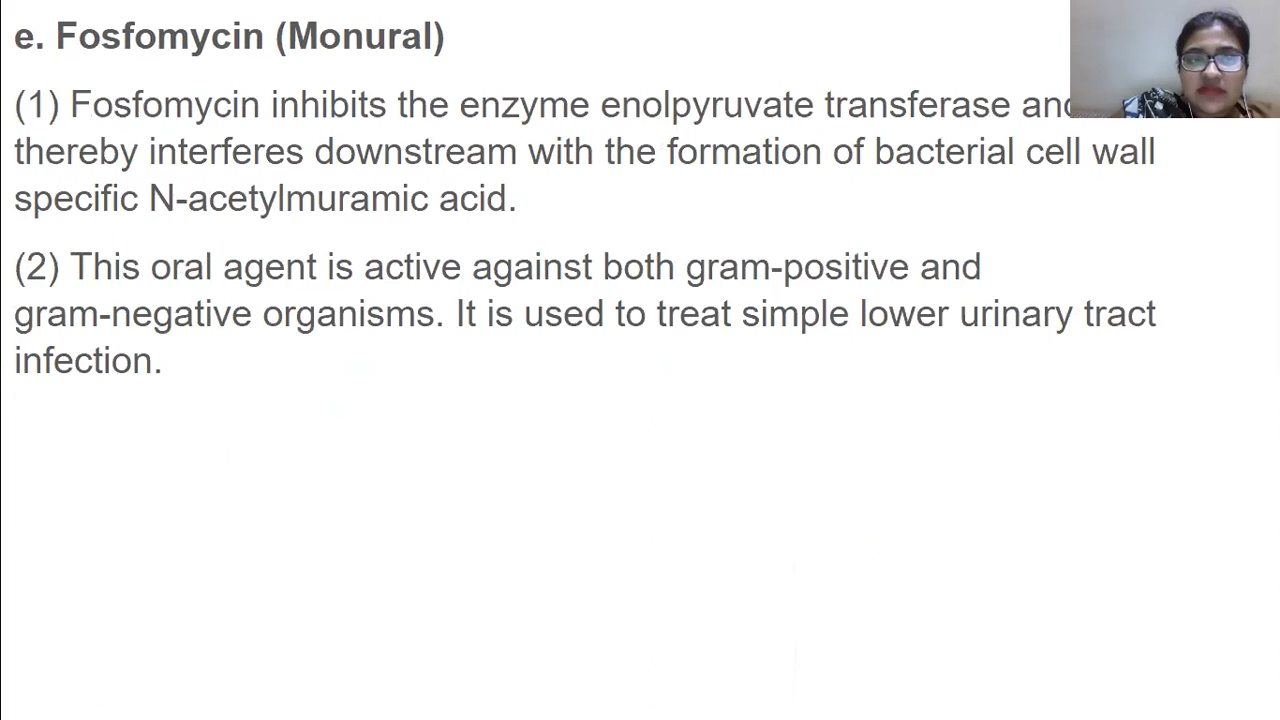 e. Fosfomycin (Monural)
(1) Fosfomycin inhibits the enzyme enolpyruvate transferase and
thereby interferes downstream with the formation of bacterial cell wall
specific N-acetylmuramic acid.
(2) This oral agent is active against both gram-positive and
gram-negative organisms. It is used to treat simple lower urinary tract
infection.